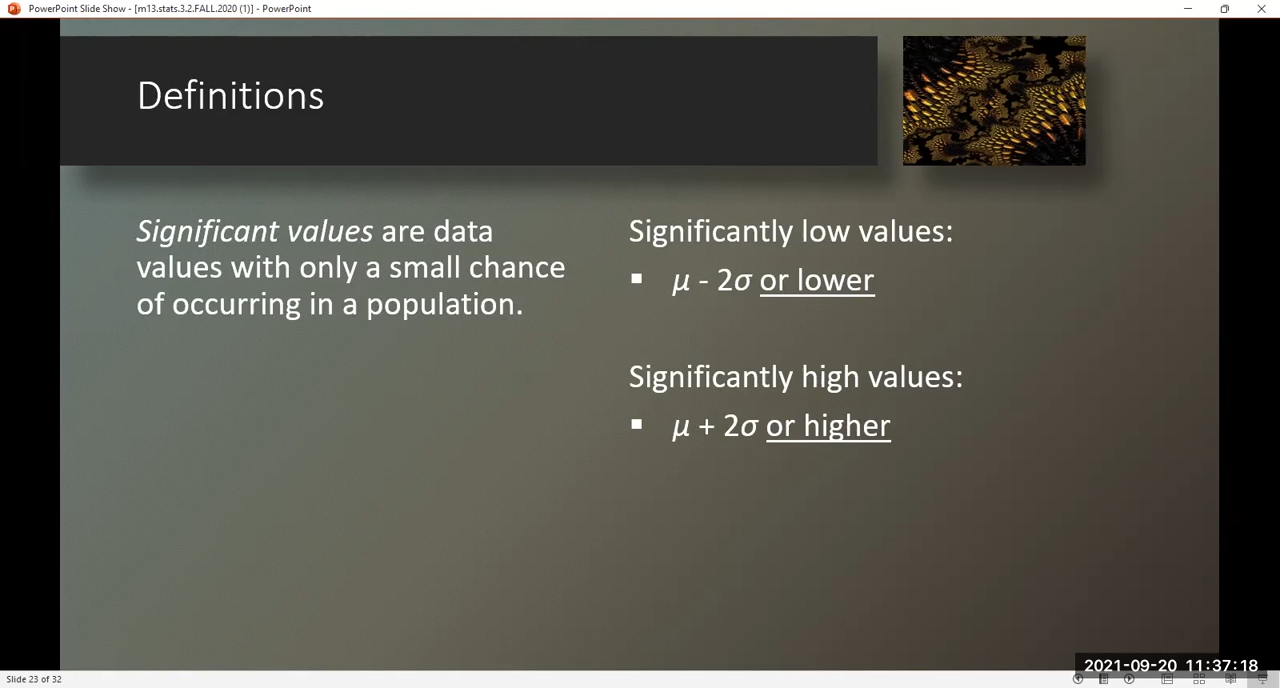 PowerPoint Slide Show - [m13.stats.3.2.FALL.2020 (1)] - PowerPoint
Definitions
Significant values are data
values with only a small chance
of occurring in a population.
Significantly low values:
▪ μ - 2σ or lower
Significantly high values:
▪ μ + 2σ or higher
2021-09-20 11:37:18
Slide 23 of 32